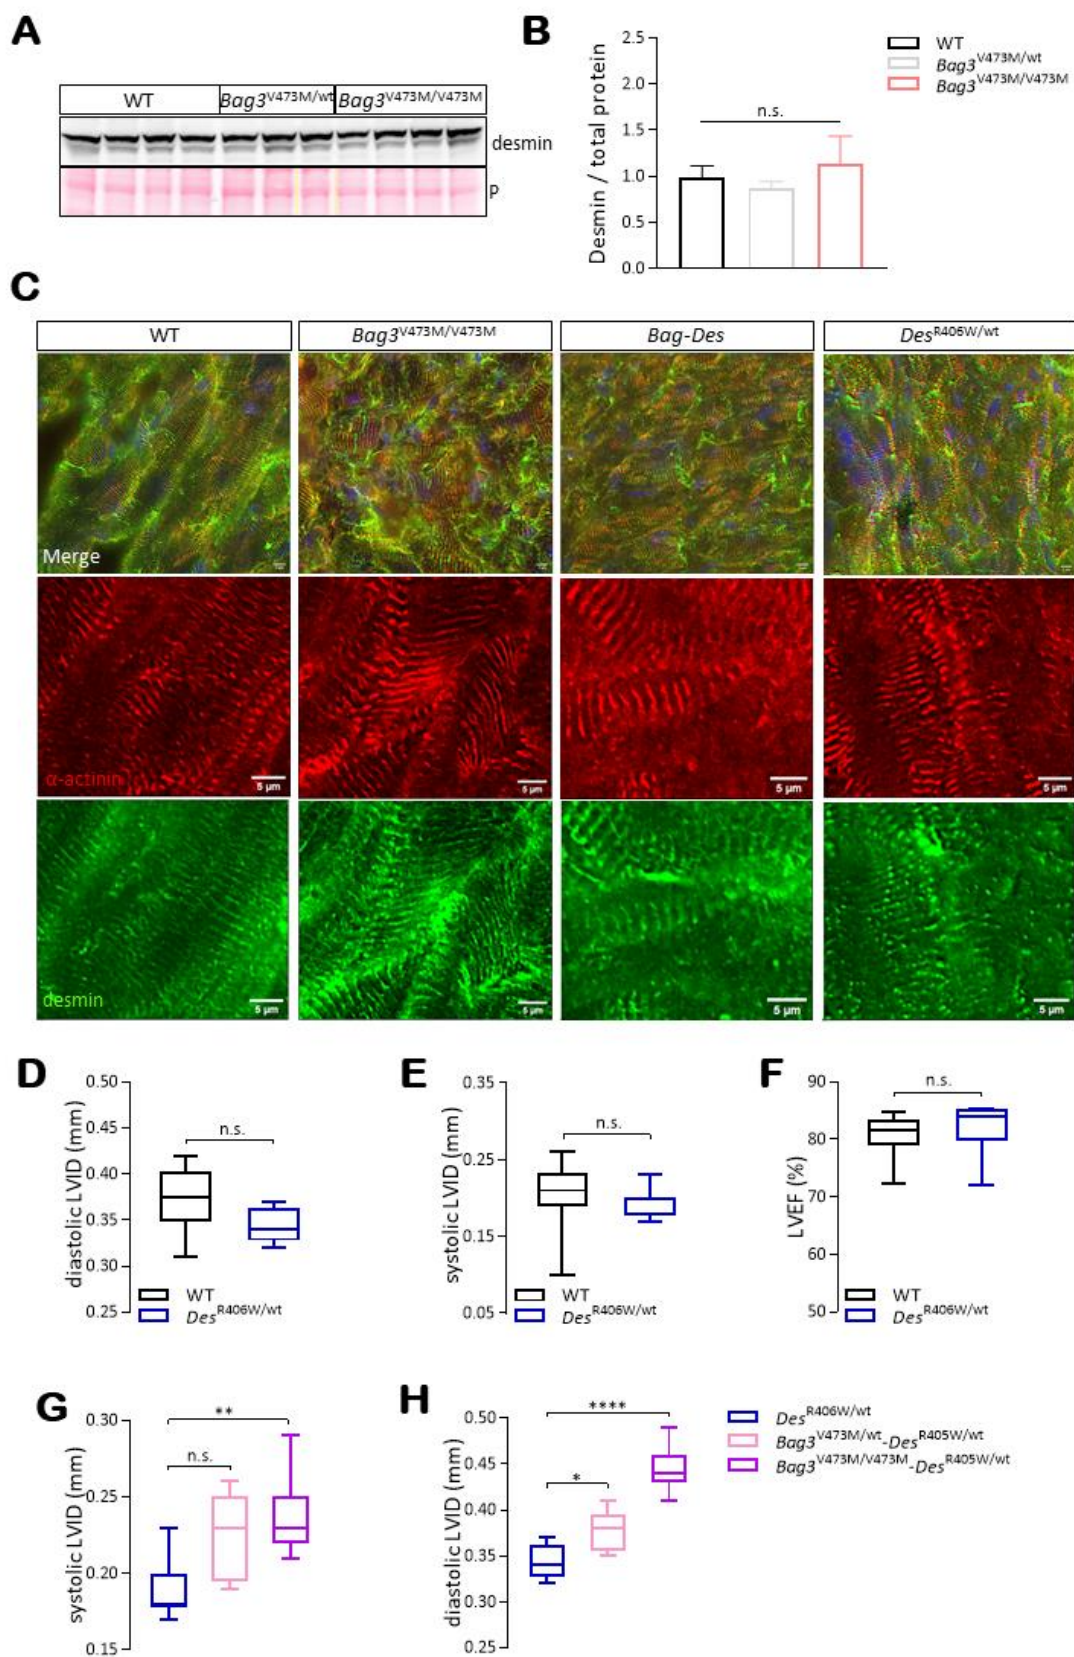 A
WT
Bag3V473M/wt
Bag3V473M/V473M
desmin
P
B
2.5
2.0
1.5
1.0
0.5
0.0
Desmin / total protein
n.s.
WT
Bag3V473M/wt
Bag3V473M/V473M
C
WT
Bag3V473M/V473M
Bag-Des
DesR406W/wt
Merge
α-actinin
5 µm
5 µm
5 µm
5 µm
desmin
5 µm
5 µm
5 µm
5 µm
D
diastolic LVID (mm)
0.50
0.45
0.40
0.35
0.30
0.25
n.s.
WT
DesR406W/wt
E
systolic LVID (mm)
0.35
0.25
0.15
0.05
n.s.
WT
DesR406W/wt
F
LVEF (%)
90
80
70
60
50
n.s.
WT
DesR406W/wt
G
systolic LVID (mm)
0.30
0.25
0.20
0.15
**
n.s.
H
diastolic LVID (mm)
0.50
0.45
0.40
0.35
0.30
0.25
****
*
DesR406W/wt
Bag3V473M/wt-DesR405W/wt
Bag3V473M/V473M-DesR405W/wt